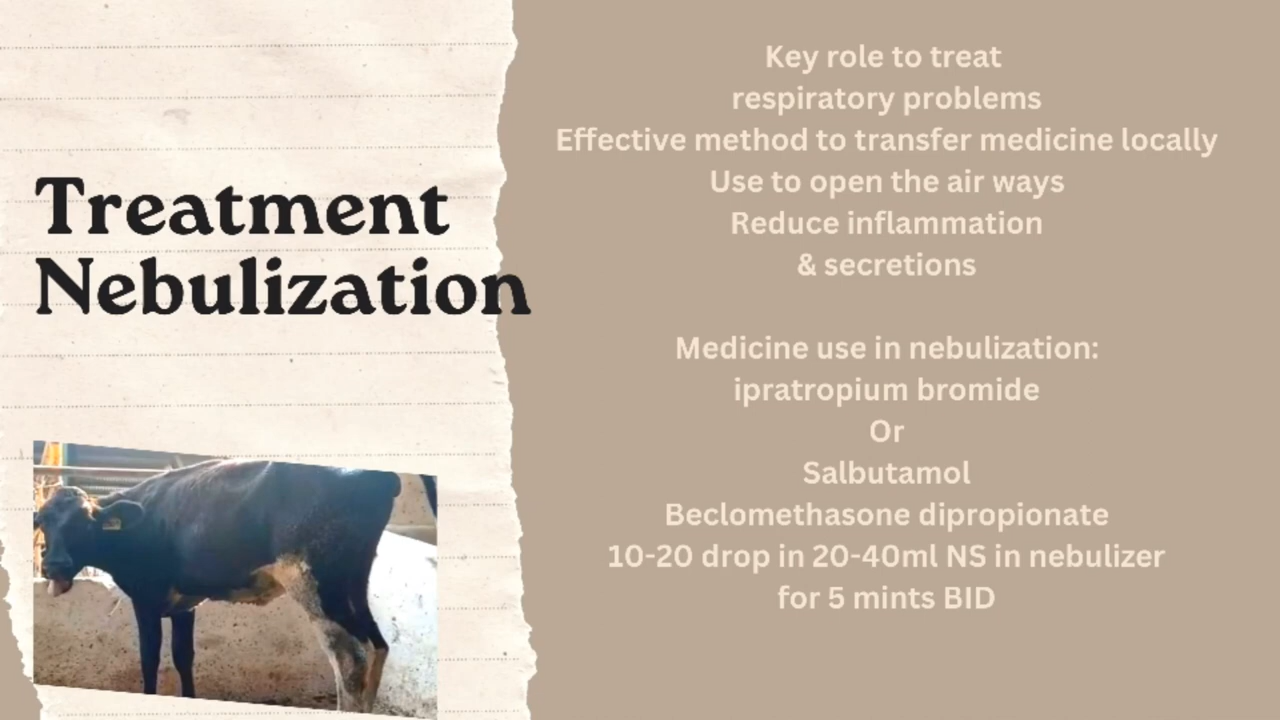 Treatment
Nebulization
Key role to treat
respiratory problems
Effective method to transfer medicine locally
Use to open the air ways
Reduce inflammation
& secretions
Medicine use in nebulization:
ipratropium bromide
Or
Salbutamol
Beclomethasone dipropionate
10-20 drop in 20-40ml NS in nebulizer
for 5 mints BID